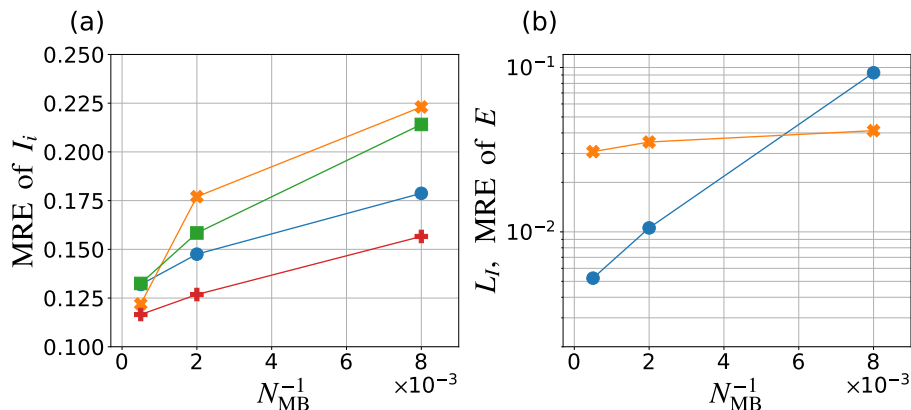 (a)
MRE of I_i
0.250
0.225
0.200
0.175
0.150
0.125
0.100
0 2 4 6 8
×10⁻³
N_MB⁻¹
(b)
L_I, MRE of E
10⁻¹
10⁻²
0 2 4 6 8
×10⁻³
N_MB⁻¹